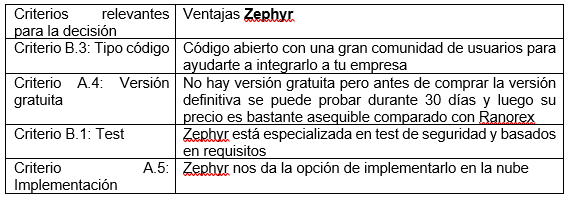 Criterios relevantes para la decisión
Ventajas Zephyr
Criterio B.3: Tipo código
Código abierto con una gran comunidad de usuarios para
ayudarte a integrarlo a tu empresa
Criterio A.4: Versión
gratuita
No hay versión gratuita pero antes de comprar la versión
definitiva se puede probar durante 30 días y luego su
precio es bastante asequible comparado con Ranorex
Criterio B.1: Test
Zephyr está especializada en test de seguridad y basados
en requisitos
Criterio A.5:
Implementación
Zephyr nos da la opción de implementarlo en la nube